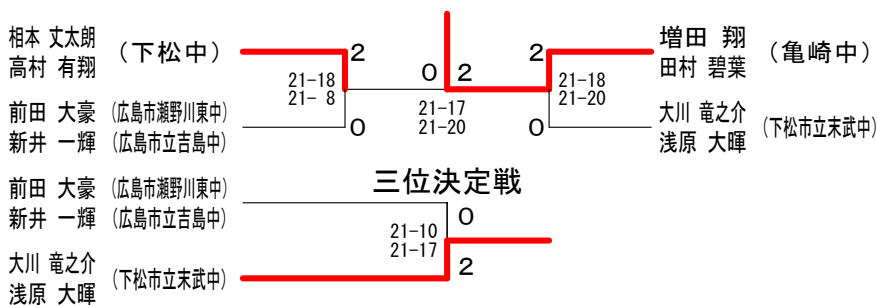 相本 丈太朗
高村 有翔
(下松中)
2
21-18
21- 8
前田 大豪 (広島市瀬野川東中)
新井 一輝 (広島市立吉島中)
0
0 2
21-17
21-20
2
増田 翔
田村 碧葉
(亀崎中)
21-18
21-20
0
大川 竜之介
浅原 大暉
(下松市立末武中)
三位決定戦
前田 大豪 (広島市瀬野川東中)
新井 一輝 (広島市立吉島中)
0
21-10
21-17
2
大川 竜之介
浅原 大暉
(下松市立末武中)